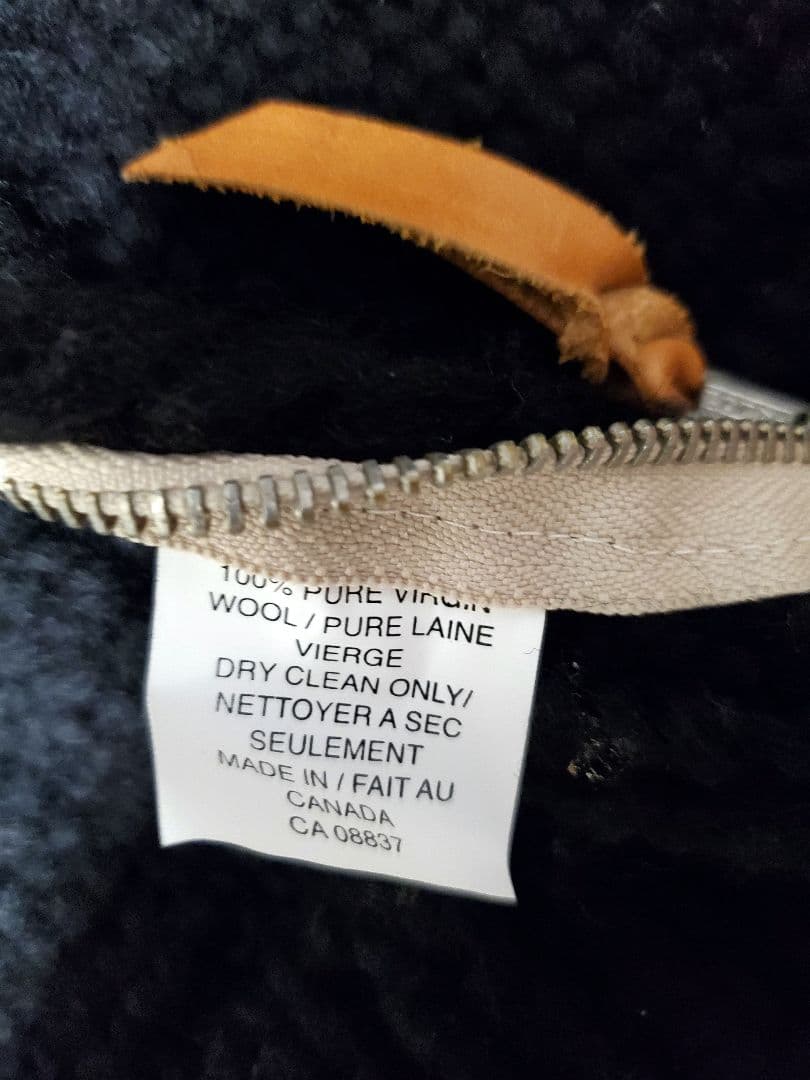 100% PURE VIRGIN
WOOL / PURE LAINE
VIERGE
DRY CLEAN ONLY/
NETTOYER A SEC
SEULEMENT
MADE IN / FAIT AU
CANADA
CA 08837